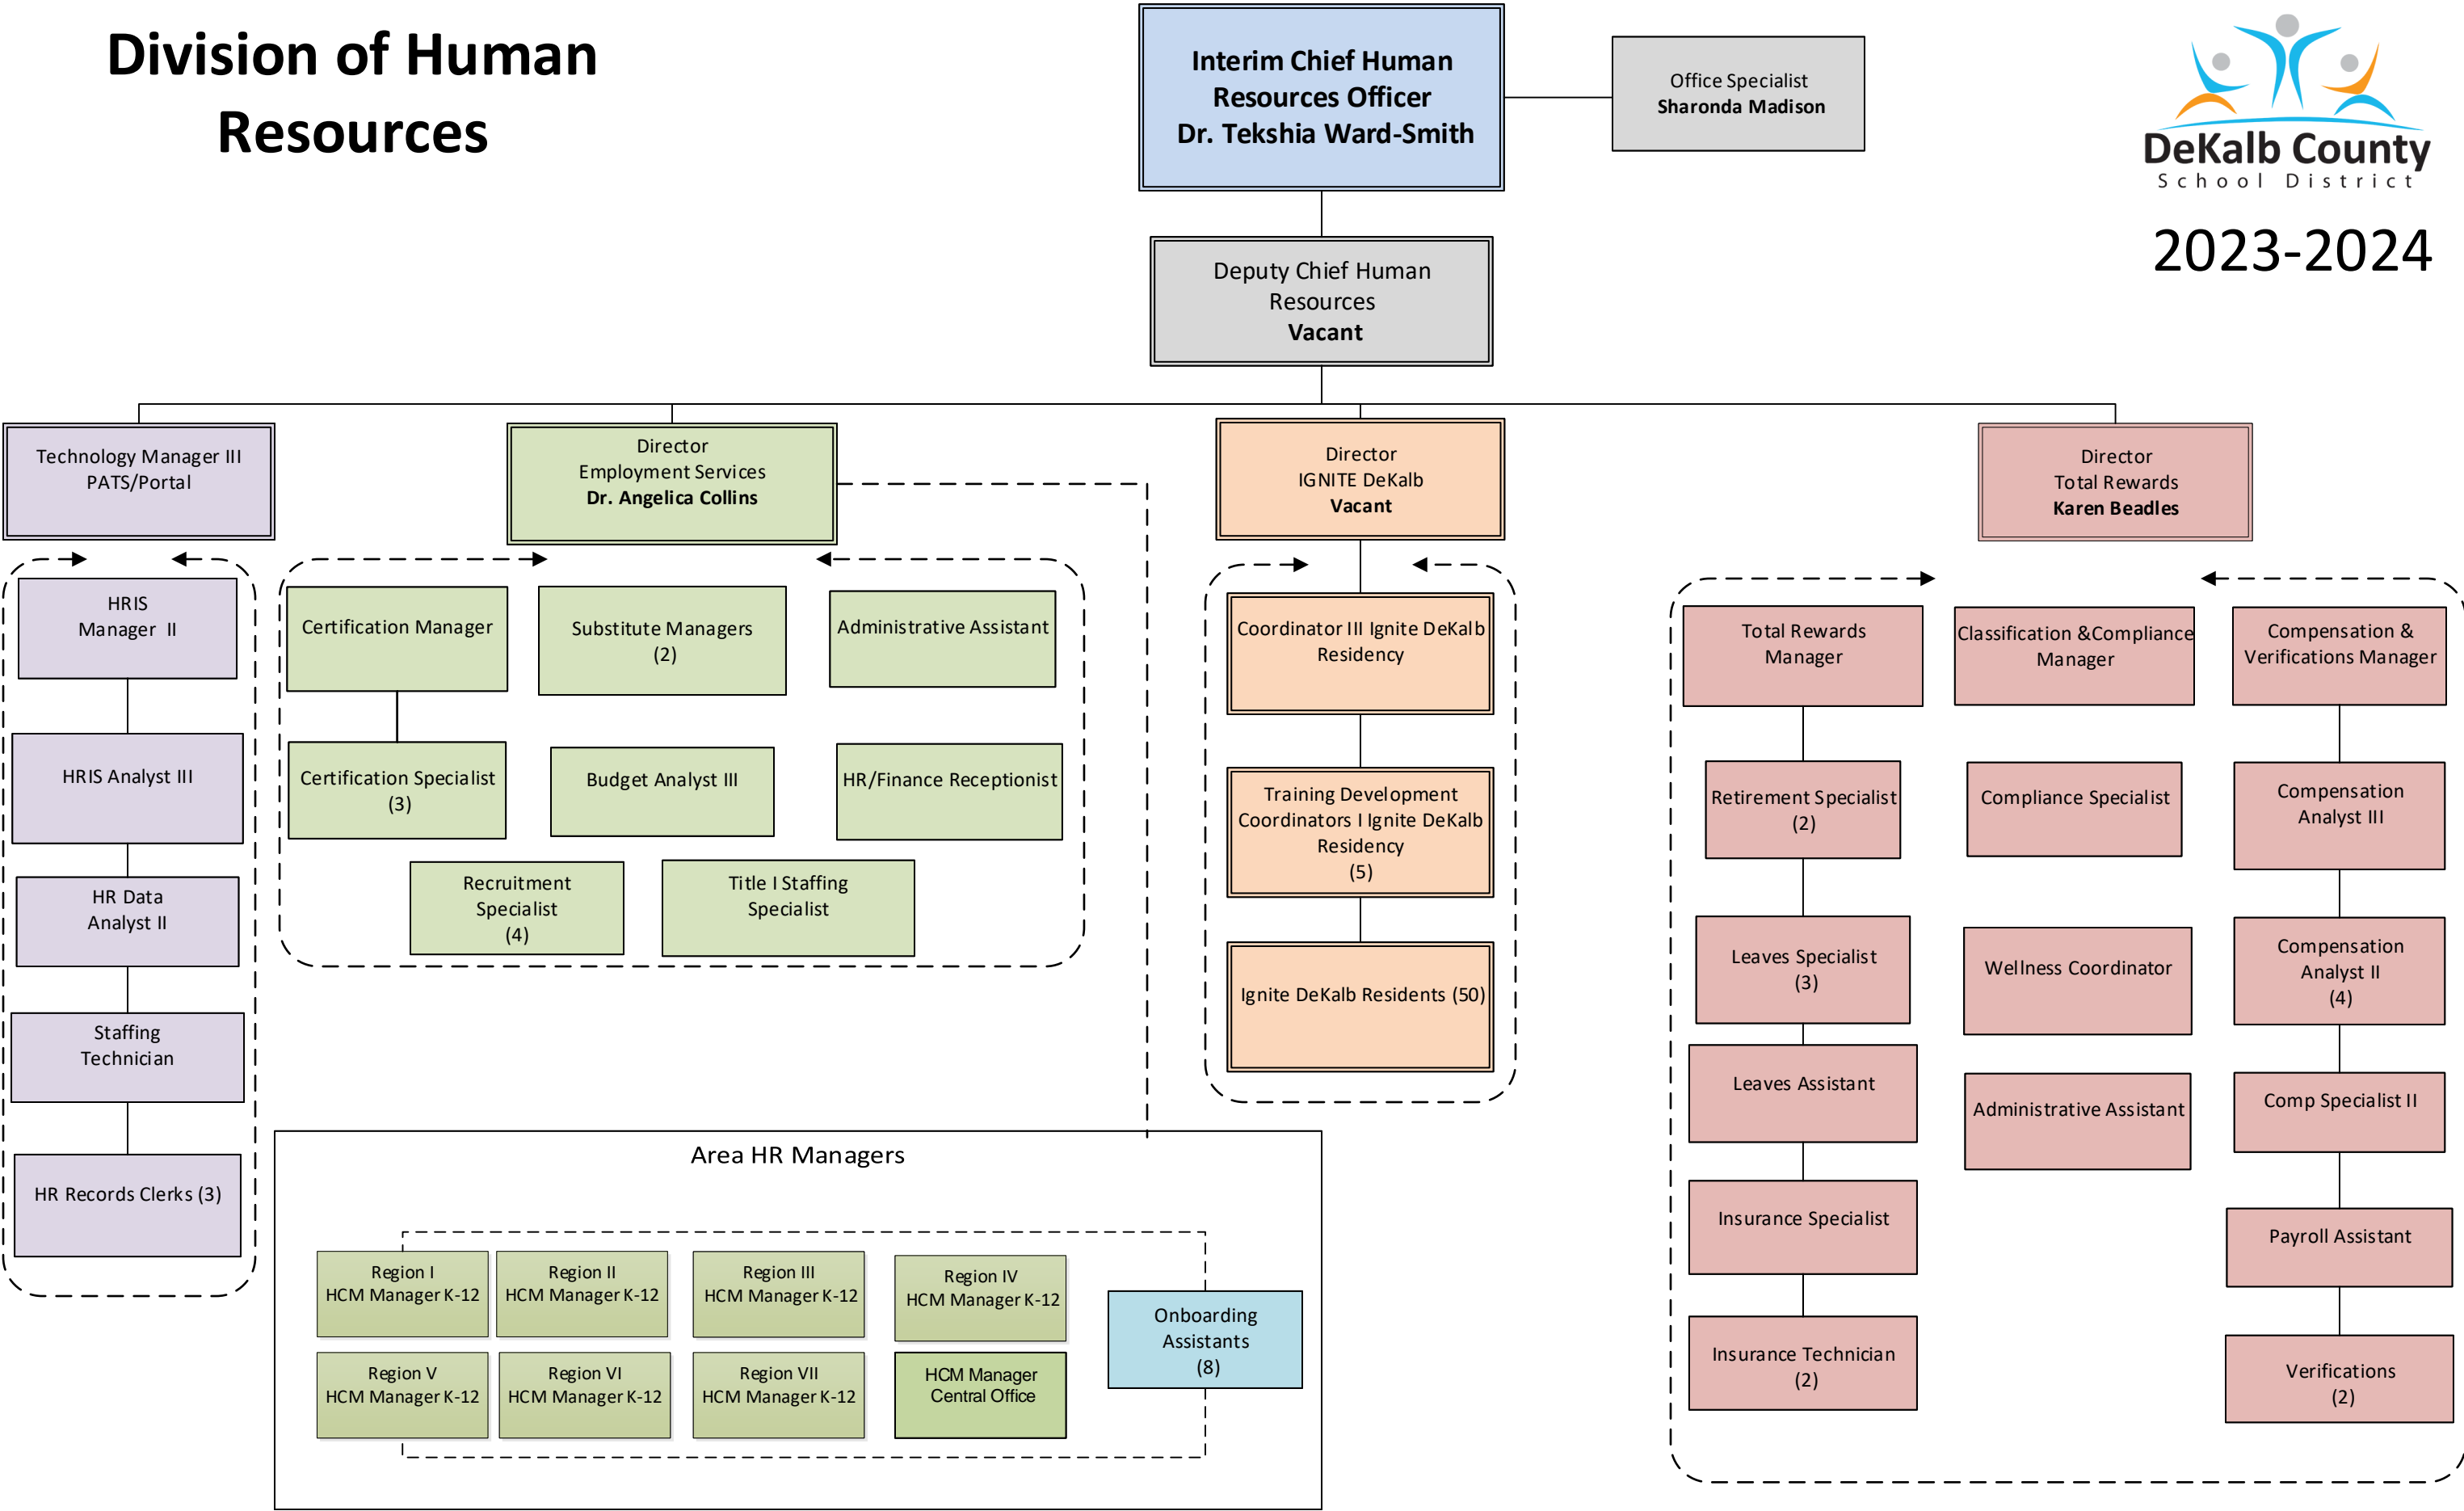 Division of Human
Resources
Interim Chief Human
Resources Officer
Dr. Tekshia Ward-Smith
Office Specialist
Sharonda Madison
DeKalb County
School District
2023-2024
Deputy Chief Human
Resources
Vacant
Technology Manager III
PATS/Portal
Director
Employment Services
Dr. Angelica Collins
Director
IGNITE DeKalb
Vacant
Director
Total Rewards
Karen Beadles
HRIS
Manager II
HRIS Analyst III
HR Data
Analyst II
Staffing
Technician
HR Records Clerks (3)
Certification Manager
Substitute Managers
(2)
Administrative Assistant
Certification Specialist
(3)
Budget Analyst III
HR/Finance Receptionist
Recruitment
Specialist
(4)
Title I Staffing
Specialist
Coordinator III Ignite DeKalb
Residency
Training Development
Coordinators I Ignite DeKalb
Residency
(5)
Ignite DeKalb Residents (50)
Total Rewards
Manager
Retirement Specialist
(2)
Leaves Specialist
(3)
Leaves Assistant
Insurance Specialist
Insurance Technician
(2)
Classification &Compliance
Manager
Compliance Specialist
Wellness Coordinator
Administrative Assistant
Compensation &
Verifications Manager
Compensation
Analyst III
Compensation
Analyst II
(4)
Comp Specialist II
Payroll Assistant
Verifications
(2)
Area HR Managers
Region I
HCM Manager K-12
Region II
HCM Manager K-12
Region III
HCM Manager K-12
Region IV
HCM Manager K-12
Region V
HCM Manager K-12
Region VI
HCM Manager K-12
Region VII
HCM Manager K-12
HCM Manager
Central Office
Onboarding
Assistants
(8)